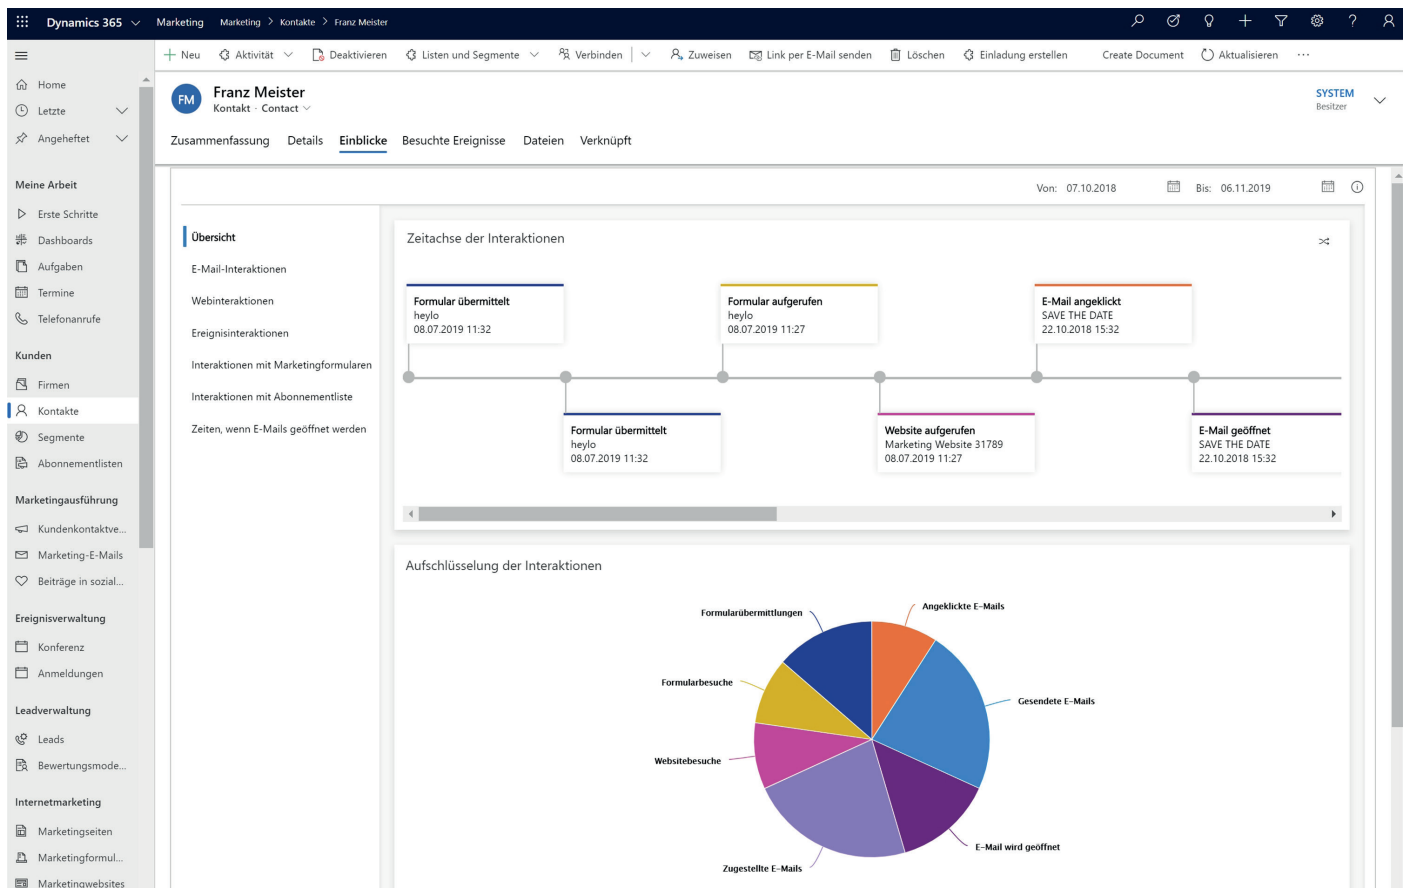 Dynamics 365
Marketing
Marketing > Kontakte > Franz Meister
Neu
Aktivität
Deaktivieren
Listen und Segmente
Verbinden
Zuweisen
Link per E-Mail senden
Löschen
Einladung erstellen
Create Document
Aktualisieren
Home
Letzte
Angeheftet
Meine Arbeit
Erste Schritte
Dashboards
Aufgaben
Termine
Telefonanrufe
Kunden
Firmen
Kontakte
Segmente
Abonnementlisten
Marketingausführung
Kundenkontaktve...
Marketing-E-Mails
Beiträge in sozial...
Ereignisverwaltung
Konferenz
Anmeldungen
Leadverwaltung
Leads
Bewertungsmode...
Internetmarketing
Marketingseiten
Marketingformul...
Marketingwebsites
FM
Franz Meister
Kontakt · Contact
SYSTEM
Besitzer
Zusammenfassung
Details
Einblicke
Besuchte Ereignisse
Dateien
Verknüpft
Von: 07.10.2018
Bis: 06.11.2019
Übersicht
E-Mail-Interaktionen
Webinteraktionen
Ereignisinteraktionen
Interaktionen mit Marketingformularen
Interaktionen mit Abonnementliste
Zeiten, wenn E-Mails geöffnet werden
Zeitachse der Interaktionen
Formular übermittelt
heylo
08.07.2019 11:32
Formular übermittelt
heylo
08.07.2019 11:32
Formular aufgerufen
heylo
08.07.2019 11:27
Website aufgerufen
Marketing Website 31789
08.07.2019 11:27
E-Mail angeklickt
SAVE THE DATE
22.10.2018 15:32
E-Mail geöffnet
SAVE THE DATE
22.10.2018 15:32
Aufschlüsselung der Interaktionen
Formularübermittlungen
Angeklickte E-Mails
Formularbesuche
Gesendete E-Mails
Websitebesuche
E-Mail wird geöffnet
Zugestellte E-Mails